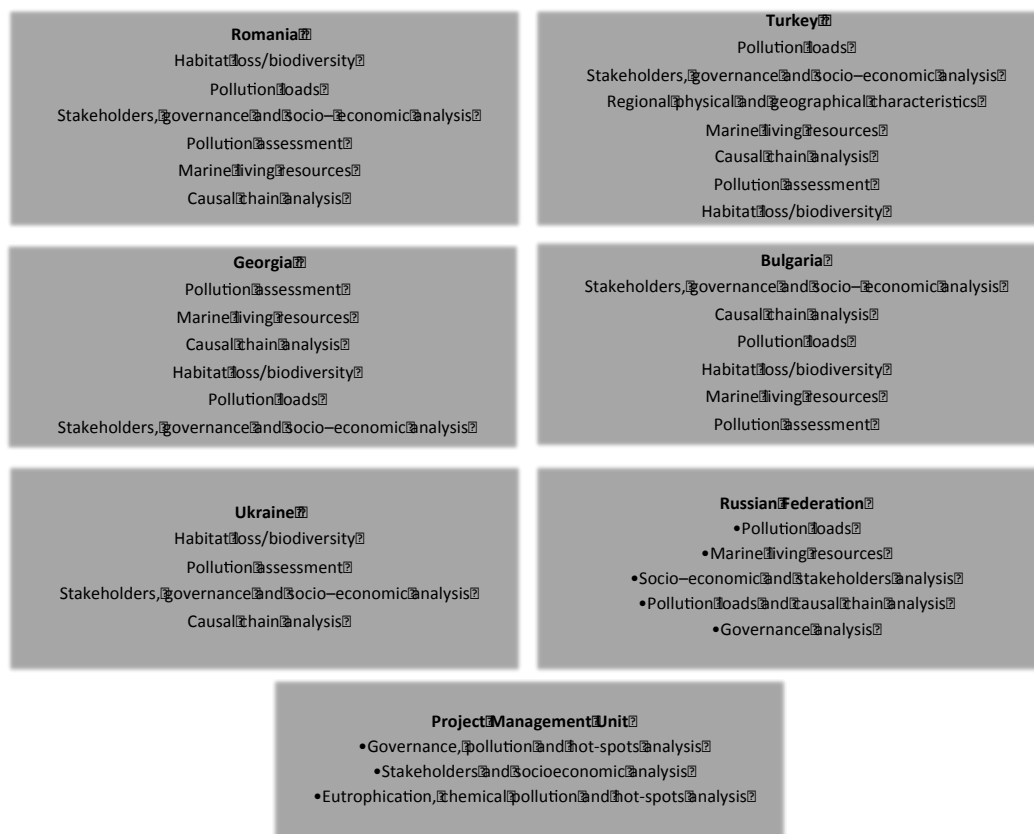 Romania
Habitat loss/biodiversity
Pollution loads
Stakeholders, governance and socio– economic analysis
Pollution assessment
Marine living resources
Causal chain analysis
Turkey
Pollution loads
Stakeholders, governance and socio–economic analysis
Regional physical and geographical characteristics
Marine living resources
Causal chain analysis
Pollution assessment
Habitat loss/biodiversity
Georgia
Pollution assessment
Marine living resources
Causal chain analysis
Habitat loss/biodiversity
Pollution loads
Stakeholders, governance and socio–economic analysis
Bulgaria
Stakeholders, governance and socio– economic analysis
Causal chain analysis
Pollution loads
Habitat loss/biodiversity
Marine living resources
Pollution assessment
Ukraine
Habitat loss/biodiversity
Pollution assessment
Stakeholders, governance and socio–economic analysis
Causal chain analysis
Russian Federation
•Pollution loads
•Marine living resources
•Socio–economic and stakeholders analysis
•Pollution loads and causal chain analysis
•Governance analysis
Project Management Unit
•Governance, pollution and hot-spots analysis
•Stakeholders and socioeconomic analysis
•Eutrophication, chemical pollution and hot-spots analysis